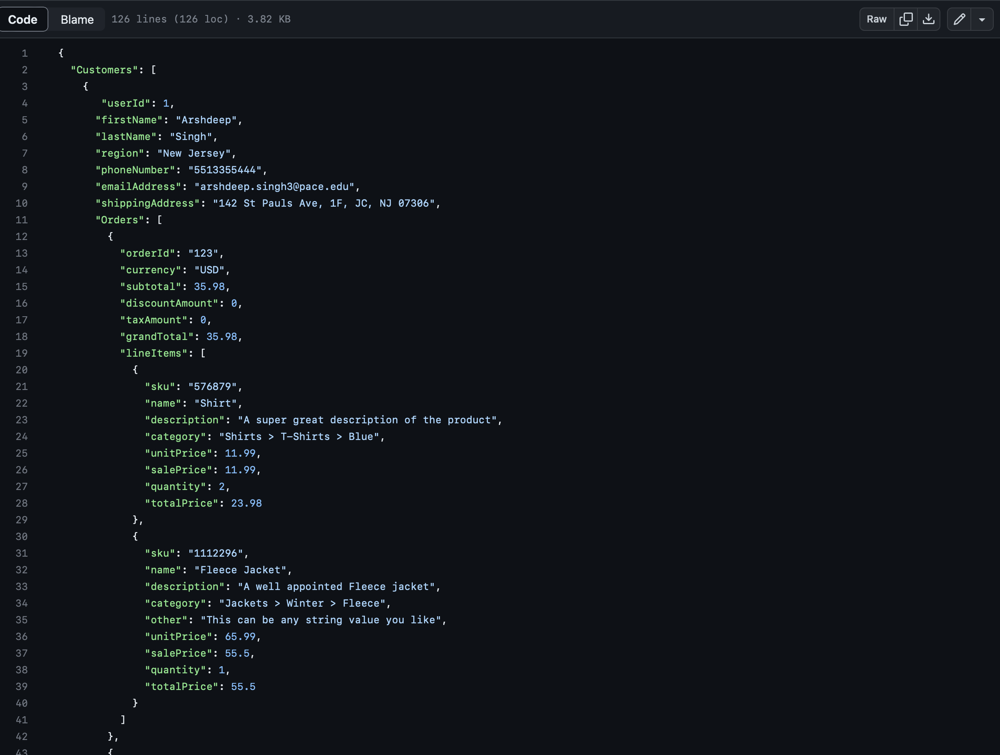 Code Blame 126 lines (126 loc) · 3.82 KB Raw
1 {
2 "Customers": [
3 {
4 "userId": 1,
5 "firstName": "Arshdeep",
6 "lastName": "Singh",
7 "region": "New Jersey",
8 "phoneNumber": "5513355444",
9 "emailAddress": "arshdeep.singh3@pace.edu",
10 "shippingAddress": "142 St Pauls Ave, 1F, JC, NJ 07306",
11 "Orders": [
12 {
13 "orderId": "123",
14 "currency": "USD",
15 "subtotal": 35.98,
16 "discountAmount": 0,
17 "taxAmount": 0,
18 "grandTotal": 35.98,
19 "lineItems": [
20 {
21 "sku": "576879",
22 "name": "Shirt",
23 "description": "A super great description of the product",
24 "category": "Shirts > T-Shirts > Blue",
25 "unitPrice": 11.99,
26 "salePrice": 11.99,
27 "quantity": 2,
28 "totalPrice": 23.98
29 },
30 {
31 "sku": "1112296",
32 "name": "Fleece Jacket",
33 "description": "A well appointed Fleece jacket",
34 "category": "Jackets > Winter > Fleece",
35 "other": "This can be any string value you like",
36 "unitPrice": 65.99,
37 "salePrice": 55.5,
38 "quantity": 1,
39 "totalPrice": 55.5
40 }
41 ]
42 },
43 {